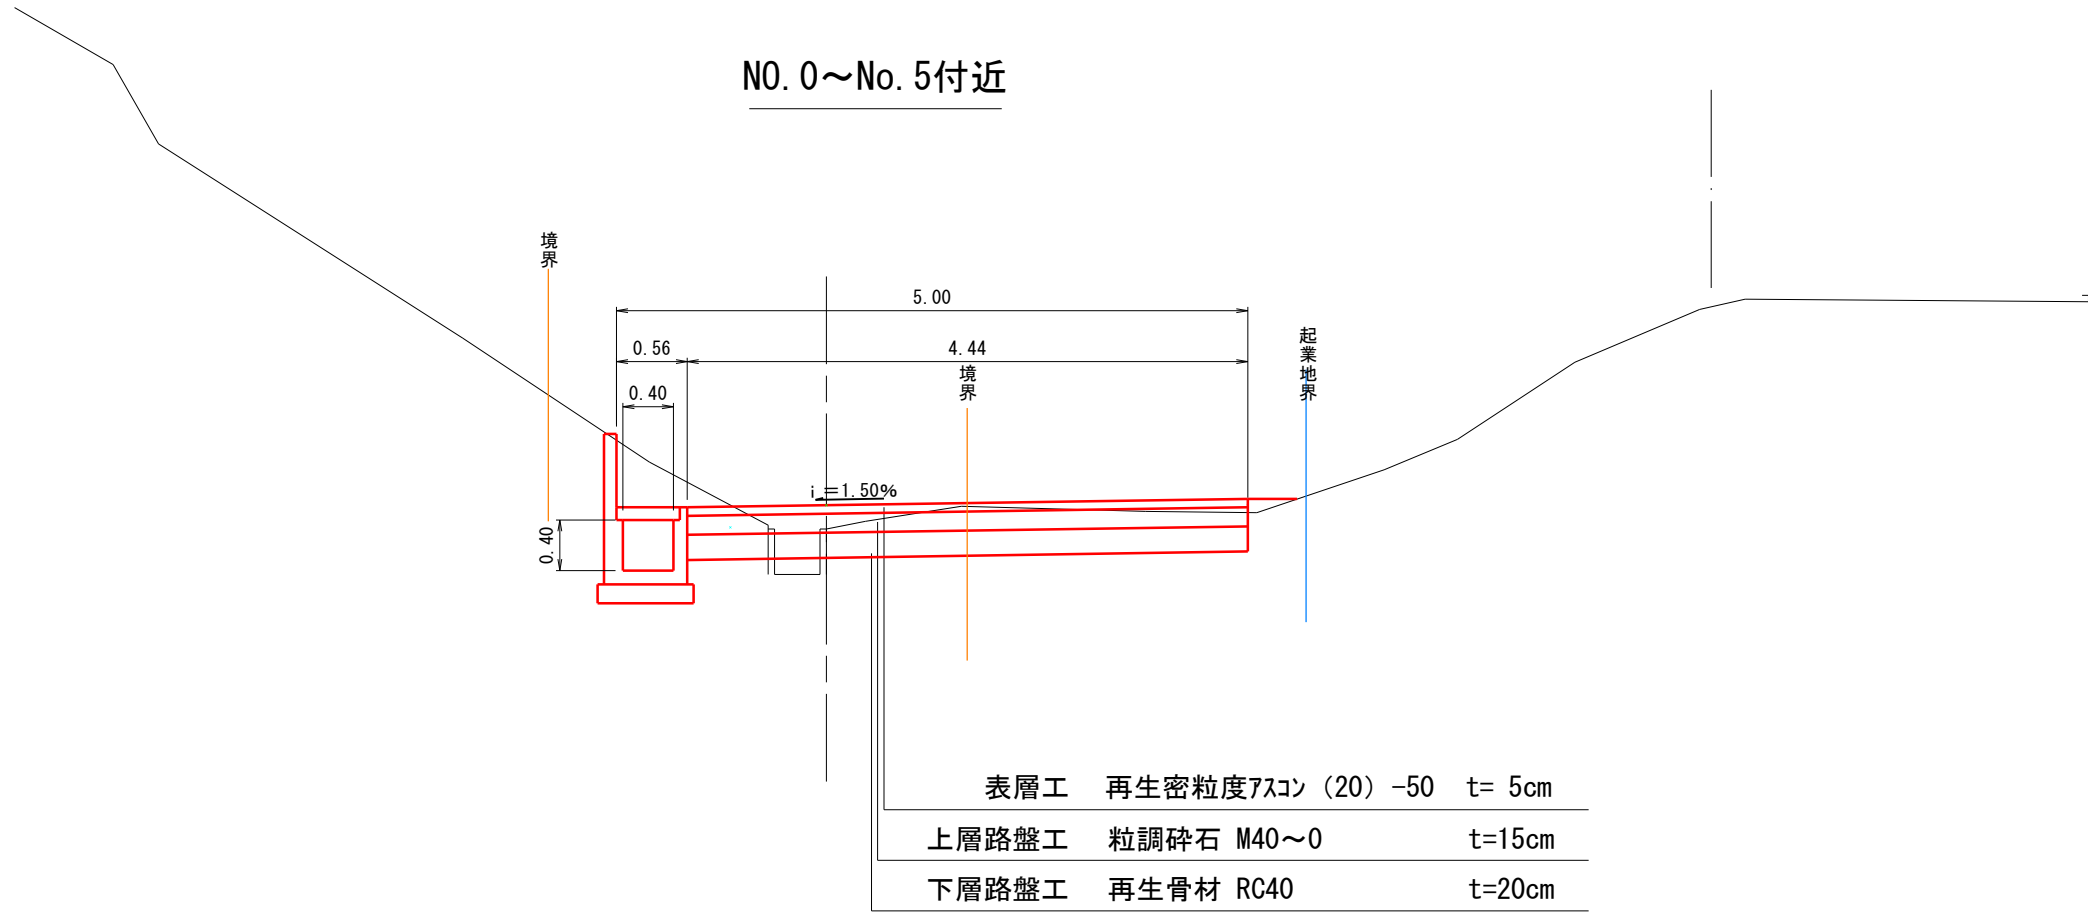 NO.0～No.5付近
境界
5.00
起業地界
0.56
4.44
境界
0.40
i=1.50%
0.40
表層工 再生密粒度ｱｽｺﾝ（20）-50 t= 5cm
上層路盤工 粒調砕石 M40～0 t=15cm
下層路盤工 再生骨材 RC40 t=20cm